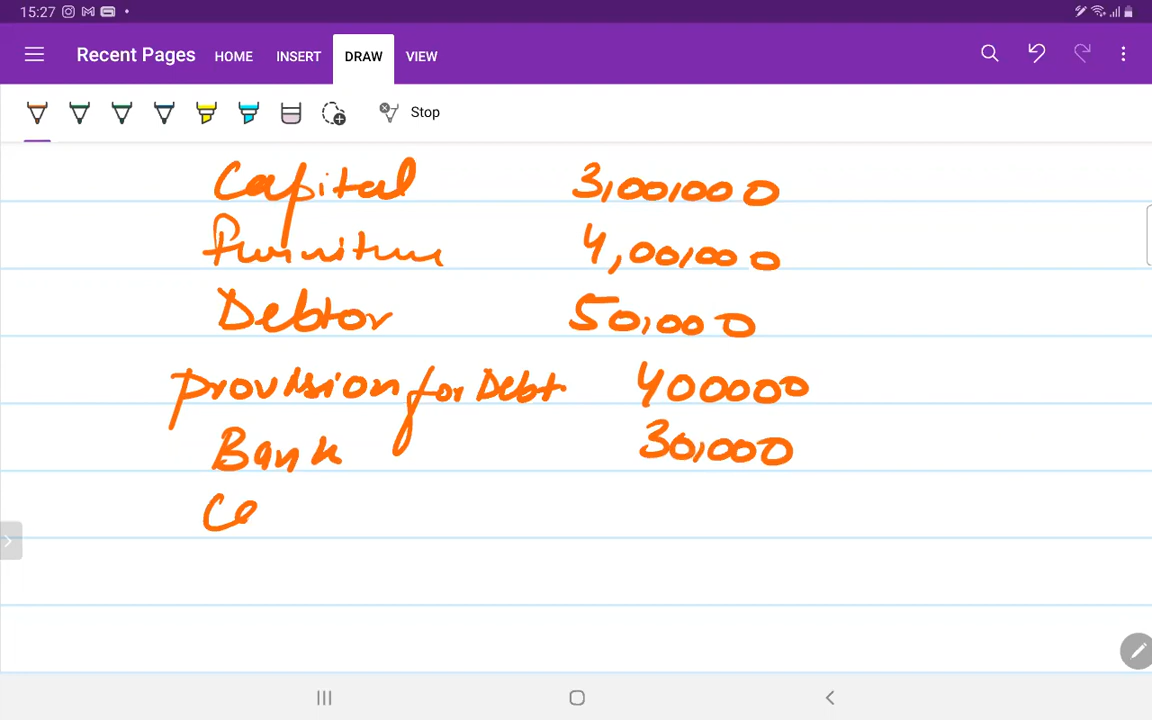 15:27
Recent Pages HOME INSERT DRAW VIEW
Stop
Capital 3,00,000
Furniture 4,00,000
Debtor 50,000
Provision for Debt 400000
Bank 30,000
Ca